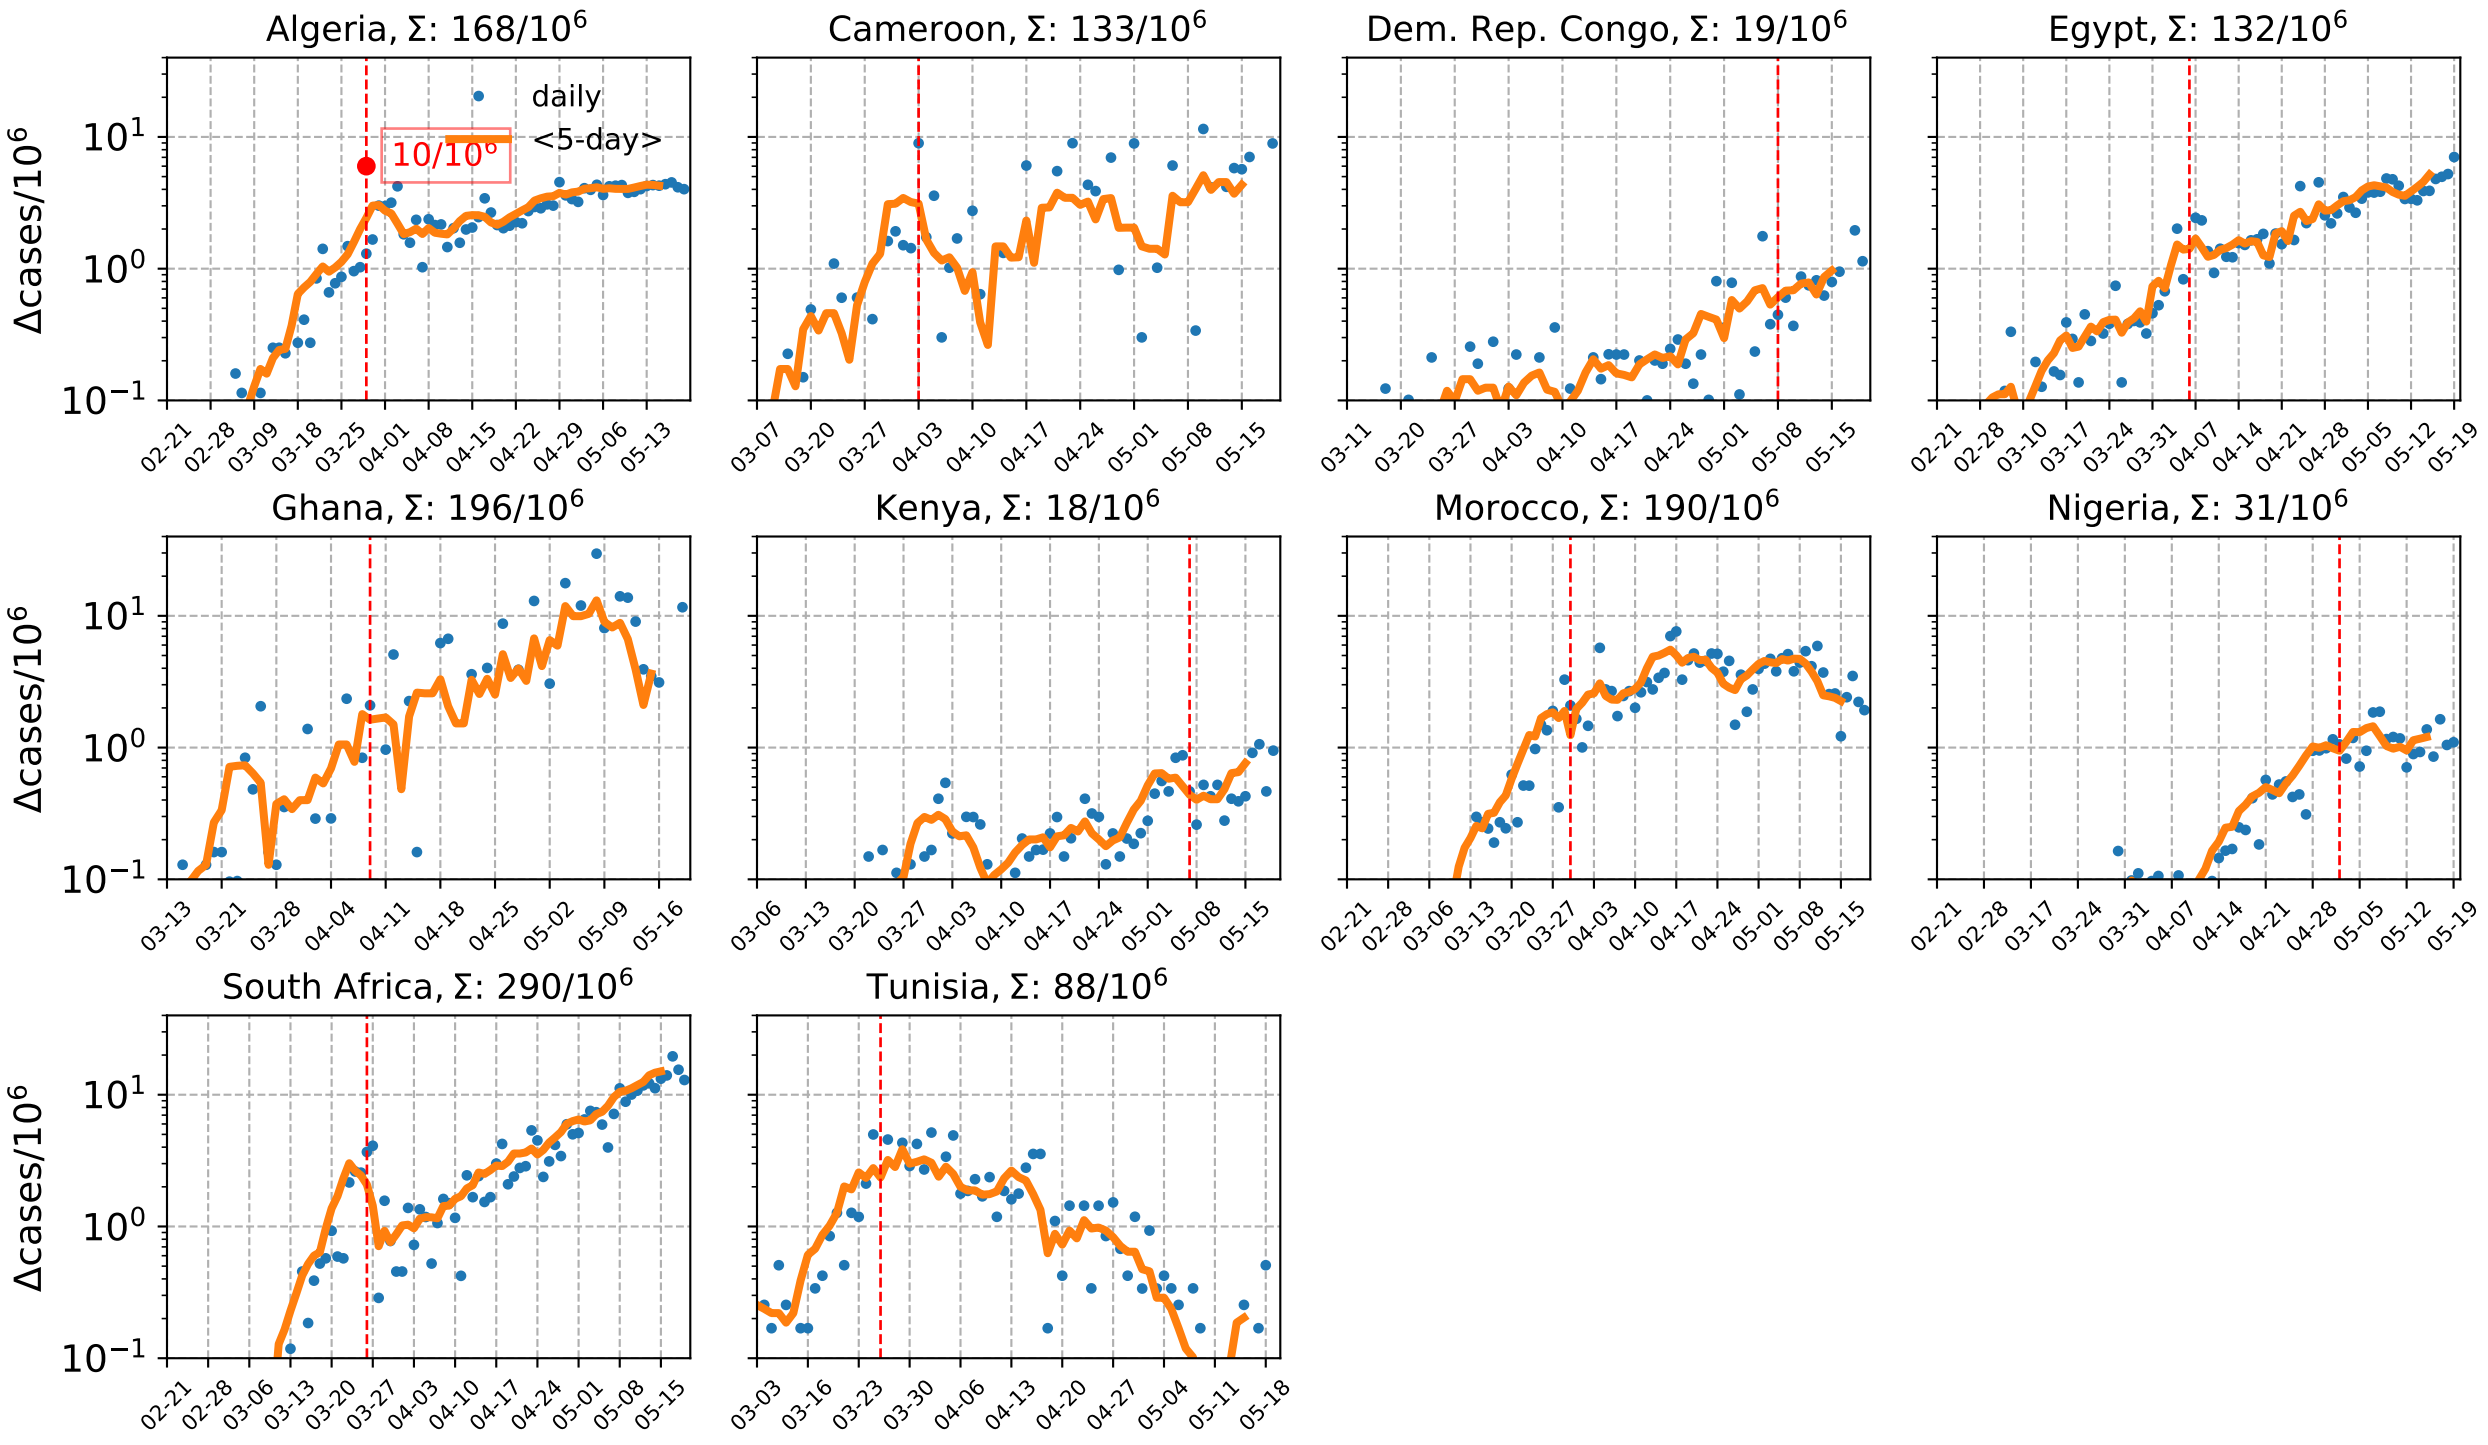 Algeria, Σ: 168/10⁶
Cameroon, Σ: 133/10⁶
Dem. Rep. Congo, Σ: 19/10⁶
Egypt, Σ: 132/10⁶
Δcases/10⁶
10¹
10⁰
10⁻¹
daily
<5-day>
10/10⁶
02-21 02-28 03-09 03-18 03-25 04-01 04-08 04-15 04-22 04-29 05-06 05-13
03-07 03-20 03-27 04-03 04-10 04-17 04-24 05-01 05-08 05-15
03-11 03-20 03-27 04-03 04-10 04-17 04-24 05-01 05-08 05-15
02-21 02-28 03-10 03-17 03-24 03-31 04-07 04-14 04-21 04-28 05-05 05-12 05-19
Ghana, Σ: 196/10⁶
Kenya, Σ: 18/10⁶
Morocco, Σ: 190/10⁶
Nigeria, Σ: 31/10⁶
Δcases/10⁶
10¹
10⁰
10⁻¹
03-13 03-21 03-28 04-04 04-11 04-18 04-25 05-02 05-09 05-16
03-06 03-13 03-20 03-27 04-03 04-10 04-17 04-24 05-01 05-08 05-15
02-21 02-28 03-06 03-13 03-20 03-27 04-03 04-10 04-17 04-24 05-01 05-08 05-15
02-21 02-28 03-17 03-24 03-31 04-07 04-14 04-21 04-28 05-05 05-12 05-19
South Africa, Σ: 290/10⁶
Tunisia, Σ: 88/10⁶
Δcases/10⁶
10¹
10⁰
10⁻¹
02-21 02-28 03-06 03-13 03-20 03-27 04-03 04-10 04-17 04-24 05-01 05-08 05-15
03-03 03-16 03-23 03-30 04-06 04-13 04-20 04-27 05-04 05-11 05-18